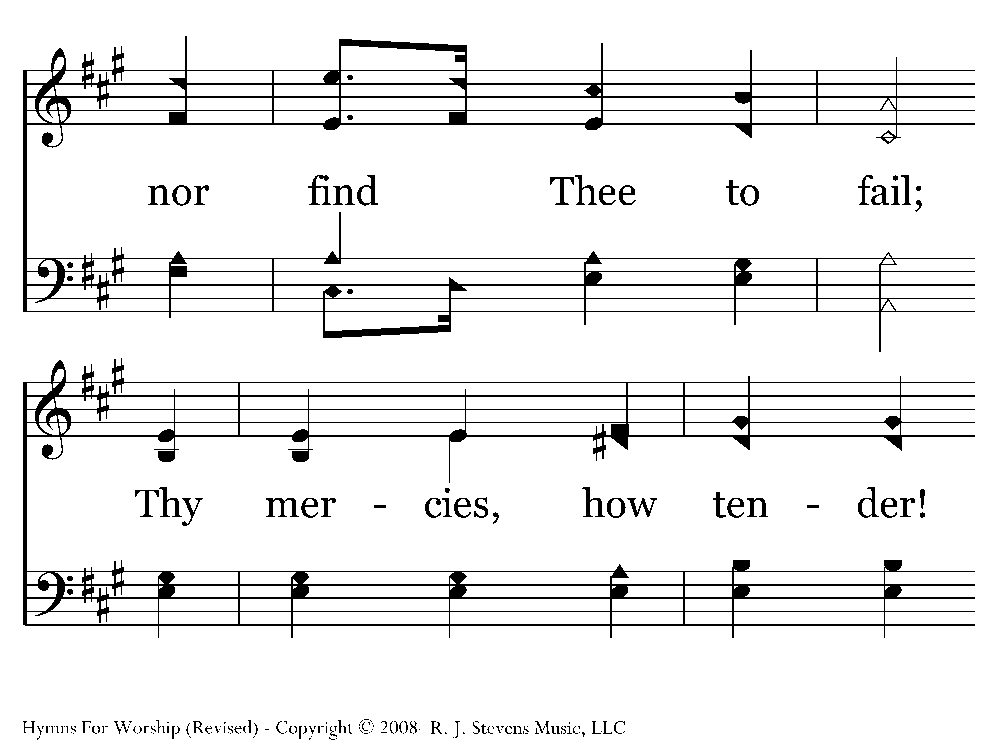 nor find Thee to fail;
Thy mer - cies, how ten - der!
Hymns For Worship (Revised) - Copyright © 2008 R. J. Stevens Music, LLC